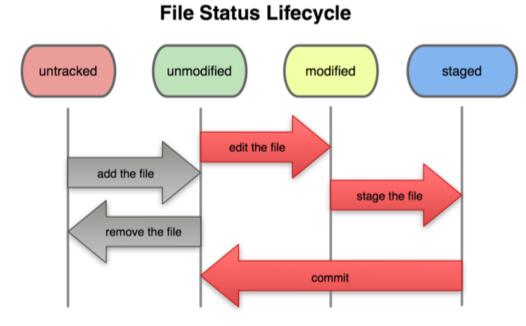 File Status Lifecycle
untracked
unmodified
modified
staged
edit the file
add the file
stage the file
remove the file
commit